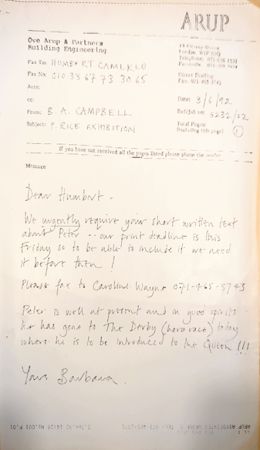 ARUP
Ove Arup & Partners
Building Engineering
Fax To: HUMBERT CAMERLO
Fax No: 010 33 67 73 30 65
Attn:
cc:
From: B. A. CAMPBELL
Subject: P. RICE EXHIBITION
Date: 3/6/92
Total Pages
If you have not received all the pages listed please phone the sender
Message
Dear Humbert -
We urgently require your short written text
about Peter - our print deadline is this
Friday so to be able to include it we need
it before then!
Please fax to Caroline Wayne 071-465-5743
Peter is well at present and in good spirits -
he has gone to The Derby (horse race) today
where he is to be introduced to the Queen !!!
Yours Barbara.